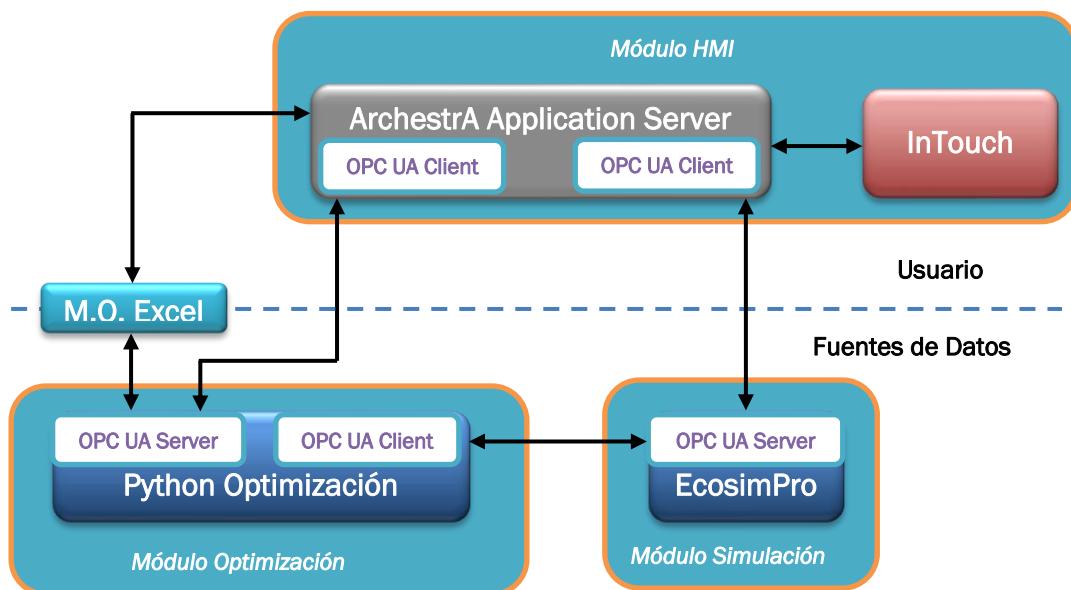 Módulo HMI
ArchestrA Application Server
InTouch
OPC UA Client
OPC UA Client
Usuario
M.O. Excel
Fuentes de Datos
OPC UA Server
OPC UA Client
OPC UA Server
Python Optimización
EcosimPro
Módulo Optimización
Módulo Simulación